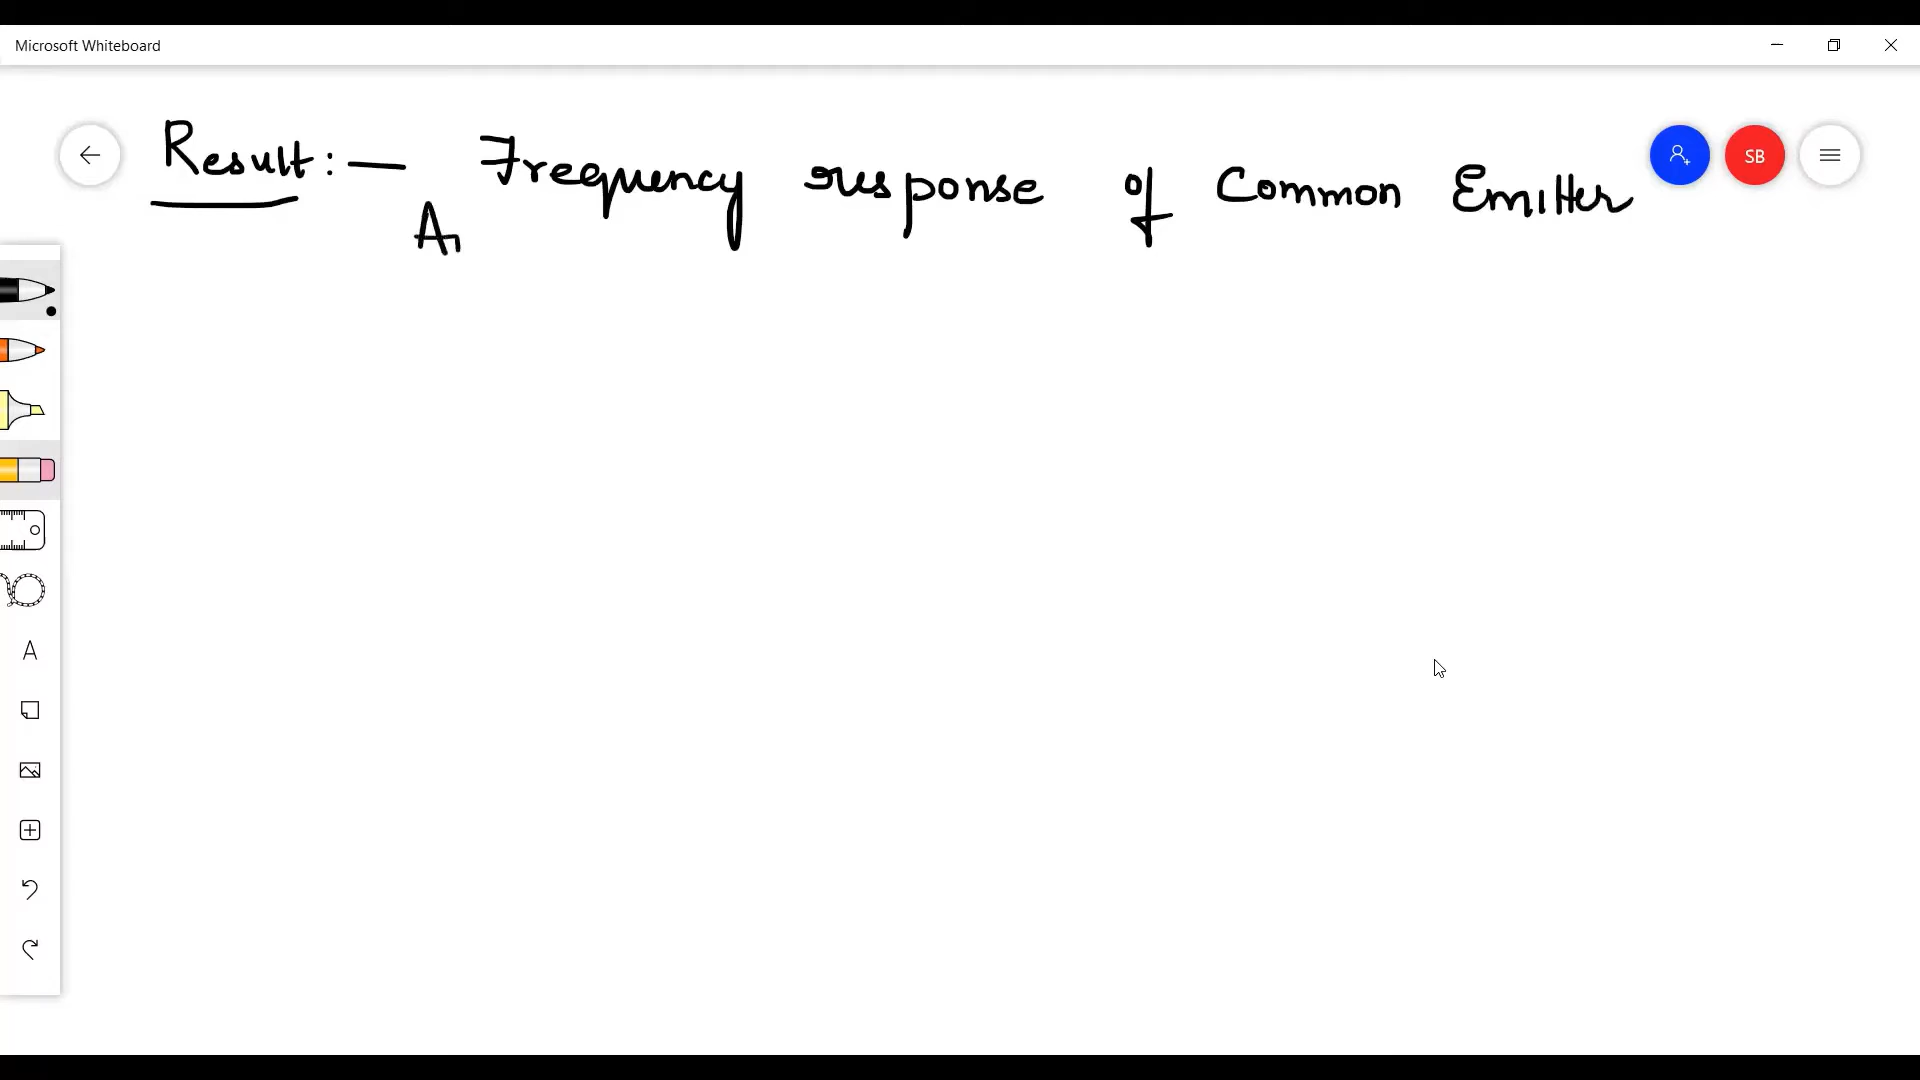 Microsoft Whiteboard
Result:— Frequency response of Common Emitter
SB
A